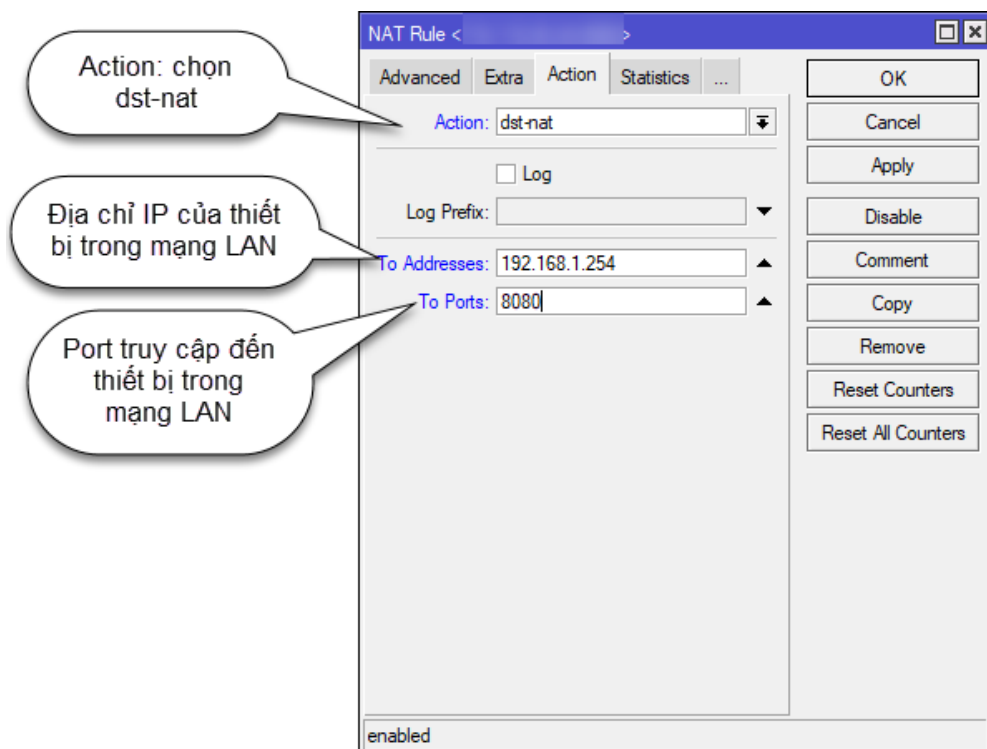 NAT Rule < >
Advanced Extra Action Statistics ...
Action: chọn
dst-nat
Action: dst-nat
Log
Log Prefix:
Địa chỉ IP của thiết
bị trong mạng LAN
To Addresses: 192.168.1.254
To Ports: 8080
Port truy cập đến
thiết bị trong
mạng LAN
OK
Cancel
Apply
Disable
Comment
Copy
Remove
Reset Counters
Reset All Counters
enabled